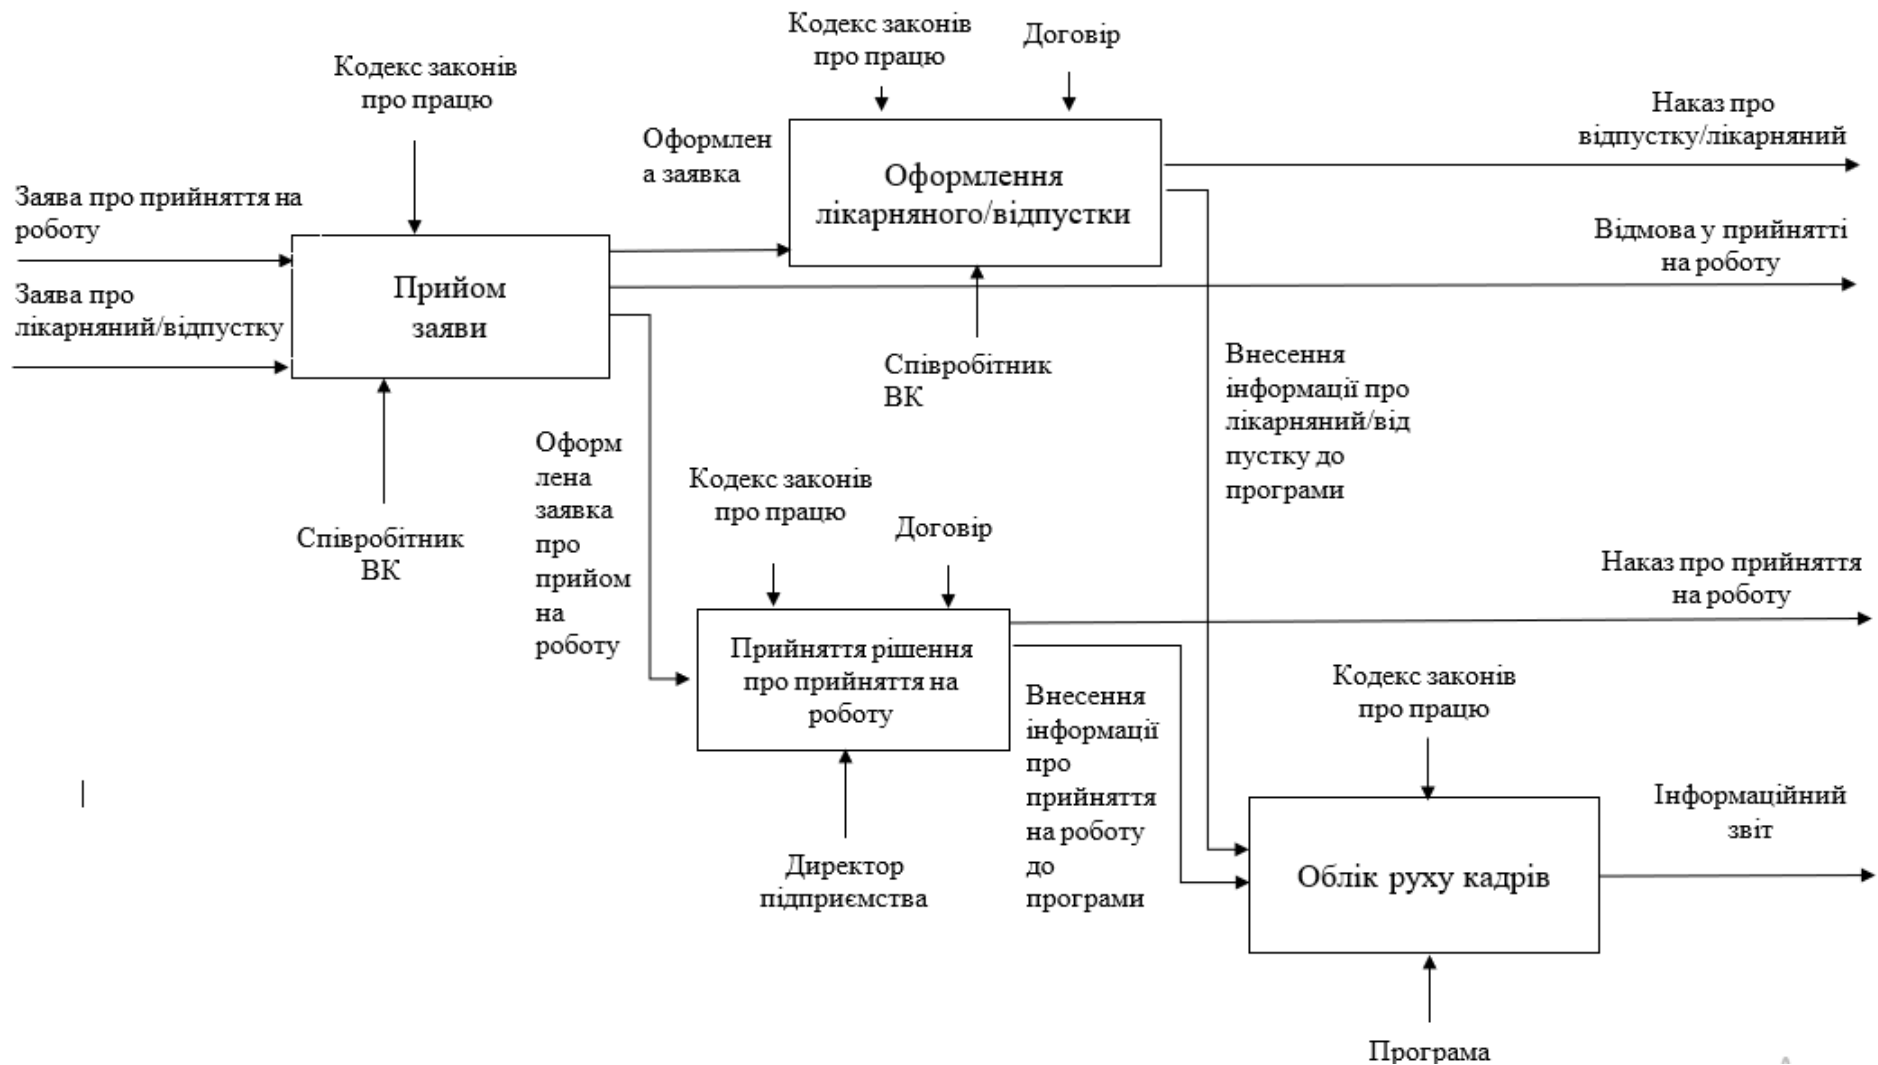 Кодекс законів
про працю
Договір
Кодекс законів
про працю
Наказ про
відпустку/лікарняний
Оформлен
а заявка
Оформлення
лікарняного/відпустки
Заява про прийняття на
роботу
Відмова у прийнятті
на роботу
Прийом
заяви
Заява про
лікарняний/відпустку
Співробітник
ВК
Внесення
інформації про
лікарняний/від
пустку до
програми
Оформ
лена
заявка
про
прийом
на
роботу
Кодекс законів
про працю
Договір
Співробітник
ВК
Наказ про прийняття
на роботу
Прийняття рішення
про прийняття на
роботу
Внесення
інформації
про
прийняття
на роботу
до
програми
Кодекс законів
про працю
Директор
підприємства
Інформаційний
звіт
Облік руху кадрів
Програма